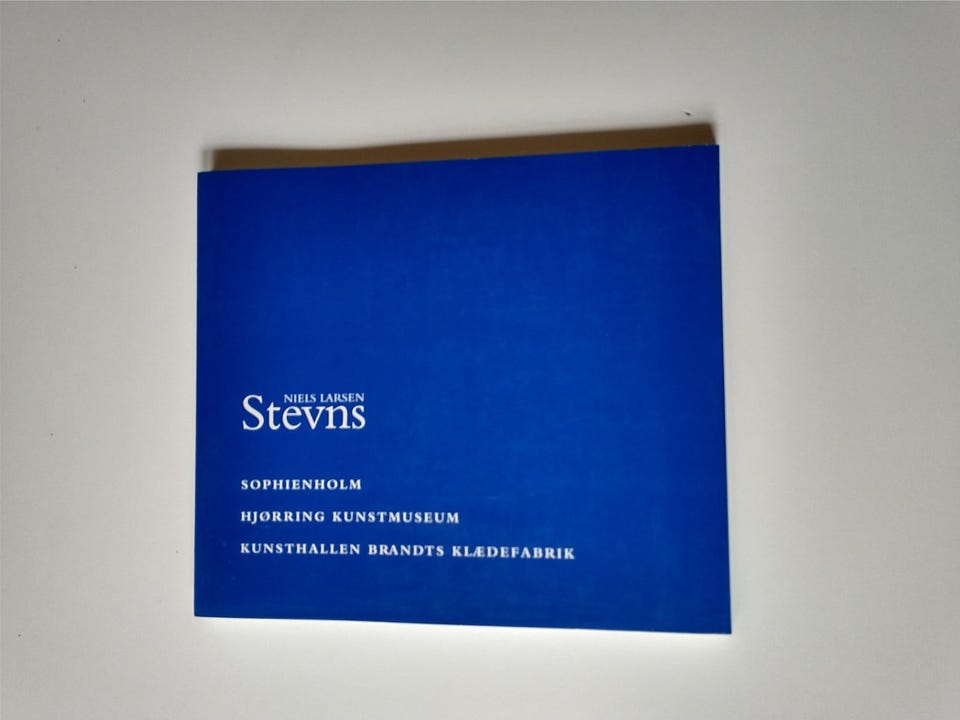 NIELS LARSEN
Stevns
SOPHIENHOLM
HJØRRING KUNSTMUSEUM
KUNSTHALLEN BRANDTS KLÆDEFABRIK